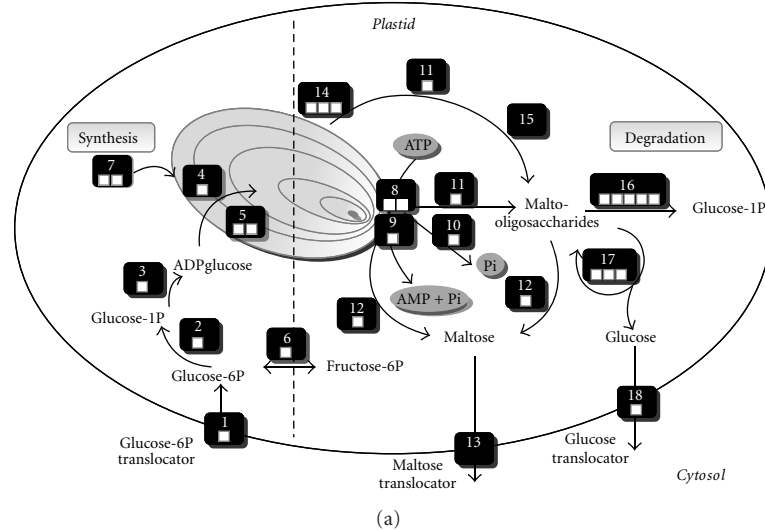 Plastid
11
14
15
Synthesis
Degradation
ATP
7
4
8
11
16
Malto-
oligosaccharides
Glucose-1P
5
9
10
17
ADPglucose
Pi
3
12
AMP + Pi
12
Glucose-1P
2
6
Maltose
Glucose
Glucose-6P
Fructose-6P
18
1
Glucose-6P
translocator
13
Maltose
translocator
Glucose
translocator
Cytosol
(a)